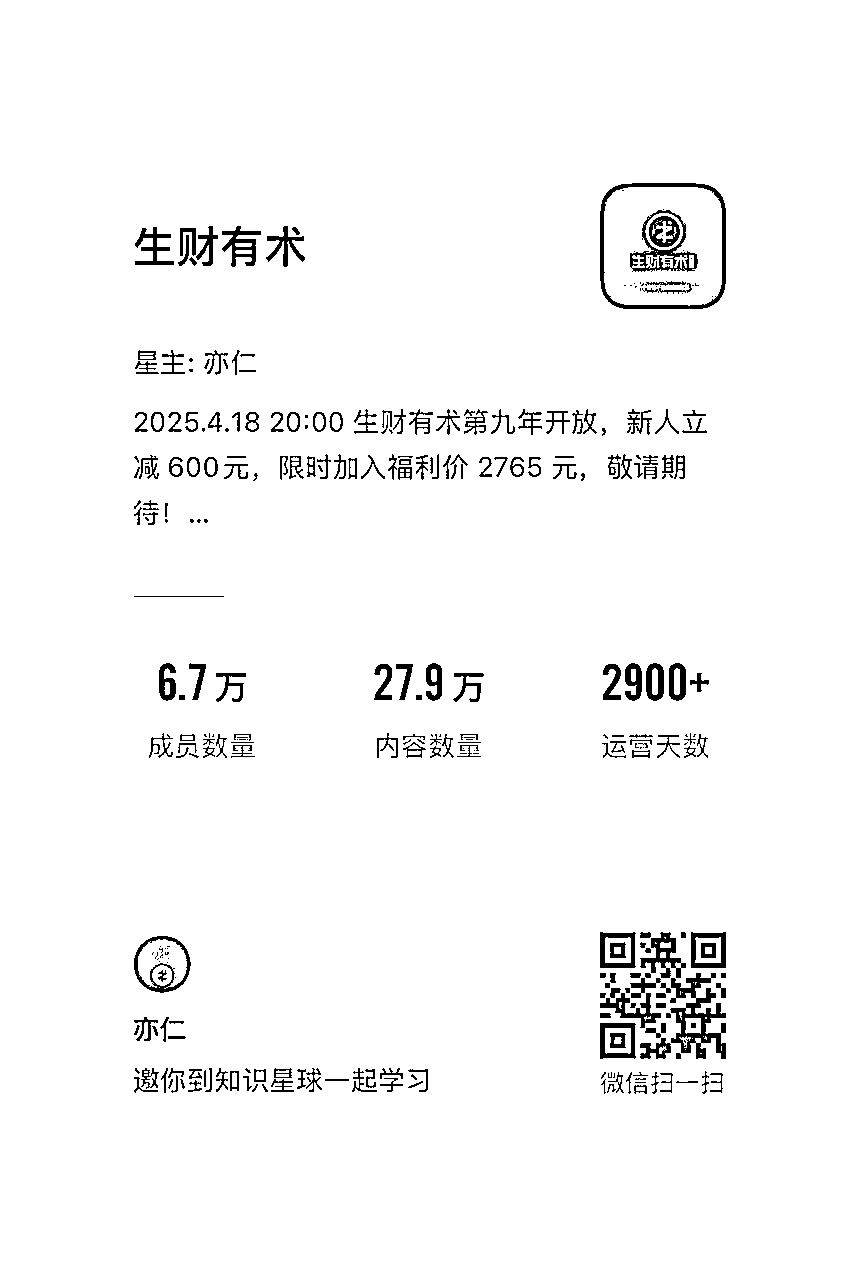 生财有术
生财有术
星主: 亦仁
2025.4.18 20:00 生财有术第九年开放，新人立
减 600元，限时加入福利价 2765 元，敬请期
待！...
6.7 万
27.9 万
2900+
成员数量
内容数量
运营天数
亦仁
邀你到知识星球一起学习
微信扫一扫